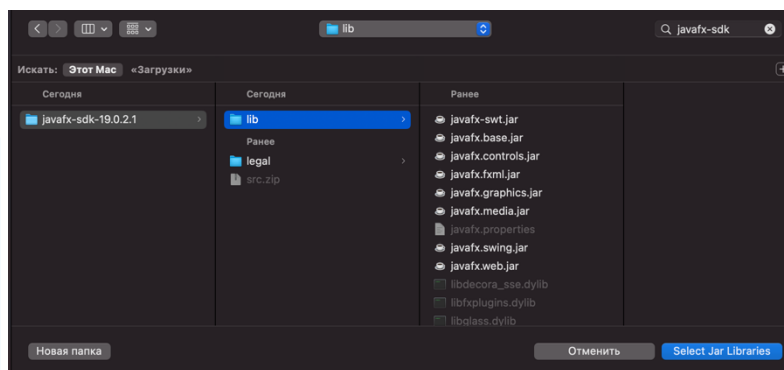 lib
javafx-sdk
Искать: Этот Mac «Загрузки»
Сегодня
javafx-sdk-19.0.2.1
Сегодня
lib
Ранее
legal
src.zip
Ранее
javafx-swt.jar
javafx.base.jar
javafx.controls.jar
javafx.fxml.jar
javafx.graphics.jar
javafx.media.jar
javafx.properties
javafx.swing.jar
javafx.web.jar
libdecora_sse.dylib
libfxplugins.dylib
libglass.dylib
Новая папка
Отменить
Select Jar Libraries